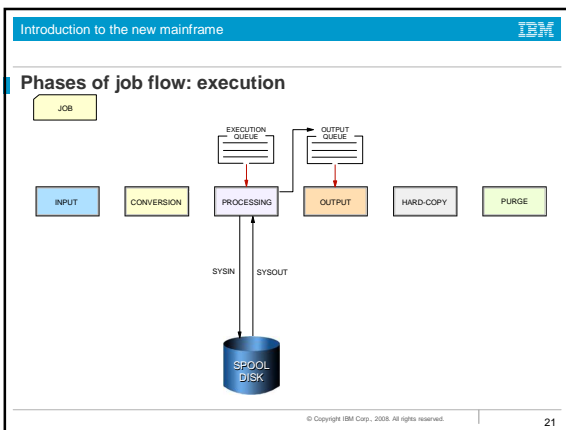 Introduction to the new mainframe
IBM
Phases of job flow: execution
JOB
EXECUTION
QUEUE
OUTPUT
QUEUE
INPUT
CONVERSION
PROCESSING
OUTPUT
HARD-COPY
PURGE
SYSIN
SYSOUT
SPOOL
DISK
© Copyright IBM Corp., 2008. All rights reserved.
21